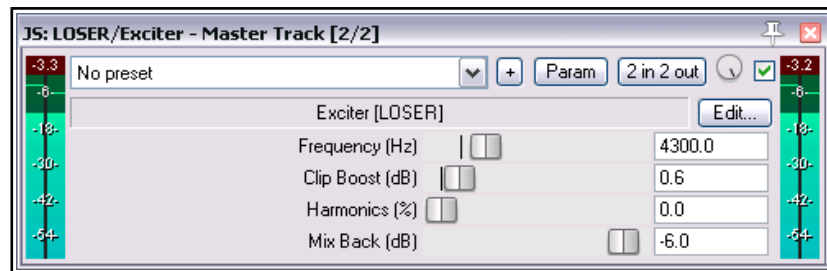 JS: LOSER/Exciter - Master Track [2/2]
-3.3 No preset + Param 2 in 2 out -3.2
-6- -6-
Exciter [LOSER] Edit...
-18- -18-
Frequency (Hz) 4300.0
-30- -30-
Clip Boost (dB) 0.6
-42- -42-
Harmonics (%) 0.0
-54- -54-
Mix Back (dB) -6.0